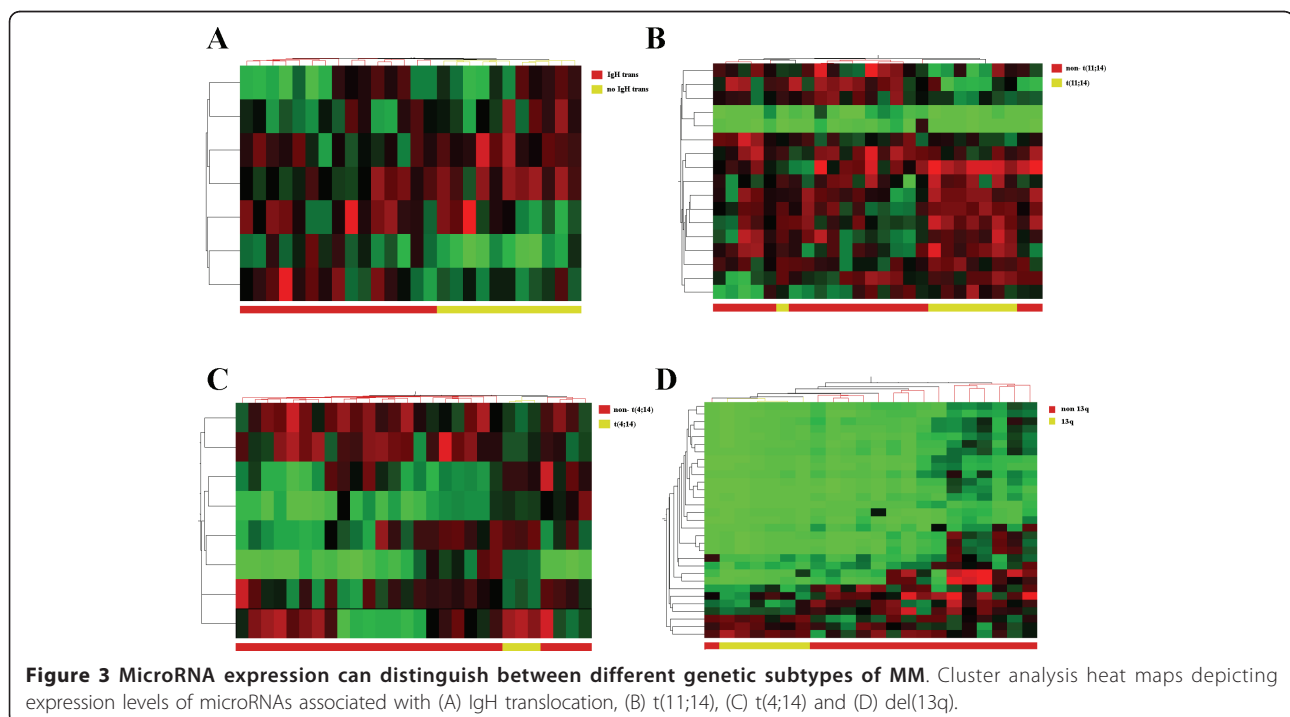 A
IgH trans
no IgH trans
B
non- t(11;14)
t(11;14)
C
non- t(4;14)
t(4;14)
D
non 13q
13q
Figure 3 MicroRNA expression can distinguish between different genetic subtypes of MM. Cluster analysis heat maps depicting
expression levels of microRNAs associated with (A) IgH translocation, (B) t(11;14), (C) t(4;14) and (D) del(13q).